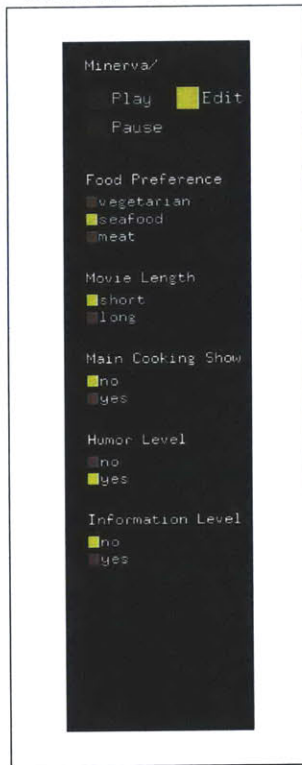 Minerva/
Play Edit
Pause
Food Preference
vegetarian
seafood
meat
Movie Length
short
long
Main Cooking Show
no
yes
Humor Level
no
yes
Information Level
no
yes